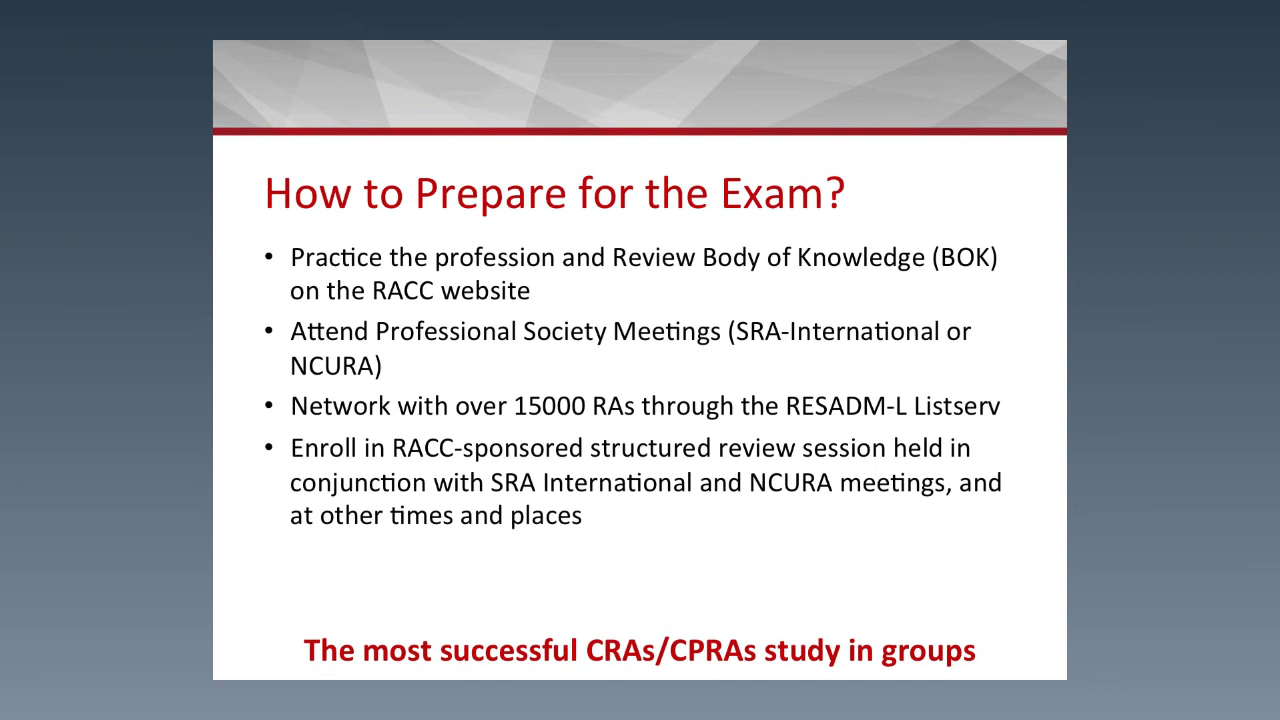 How to Prepare for the Exam?
• Practice the profession and Review Body of Knowledge (BOK)
on the RACC website
• Attend Professional Society Meetings (SRA-International or
NCURA)
• Network with over 15000 RAs through the RESADM-L Listserv
• Enroll in RACC-sponsored structured review session held in
conjunction with SRA International and NCURA meetings, and
at other times and places
The most successful CRAs/CPRAs study in groups